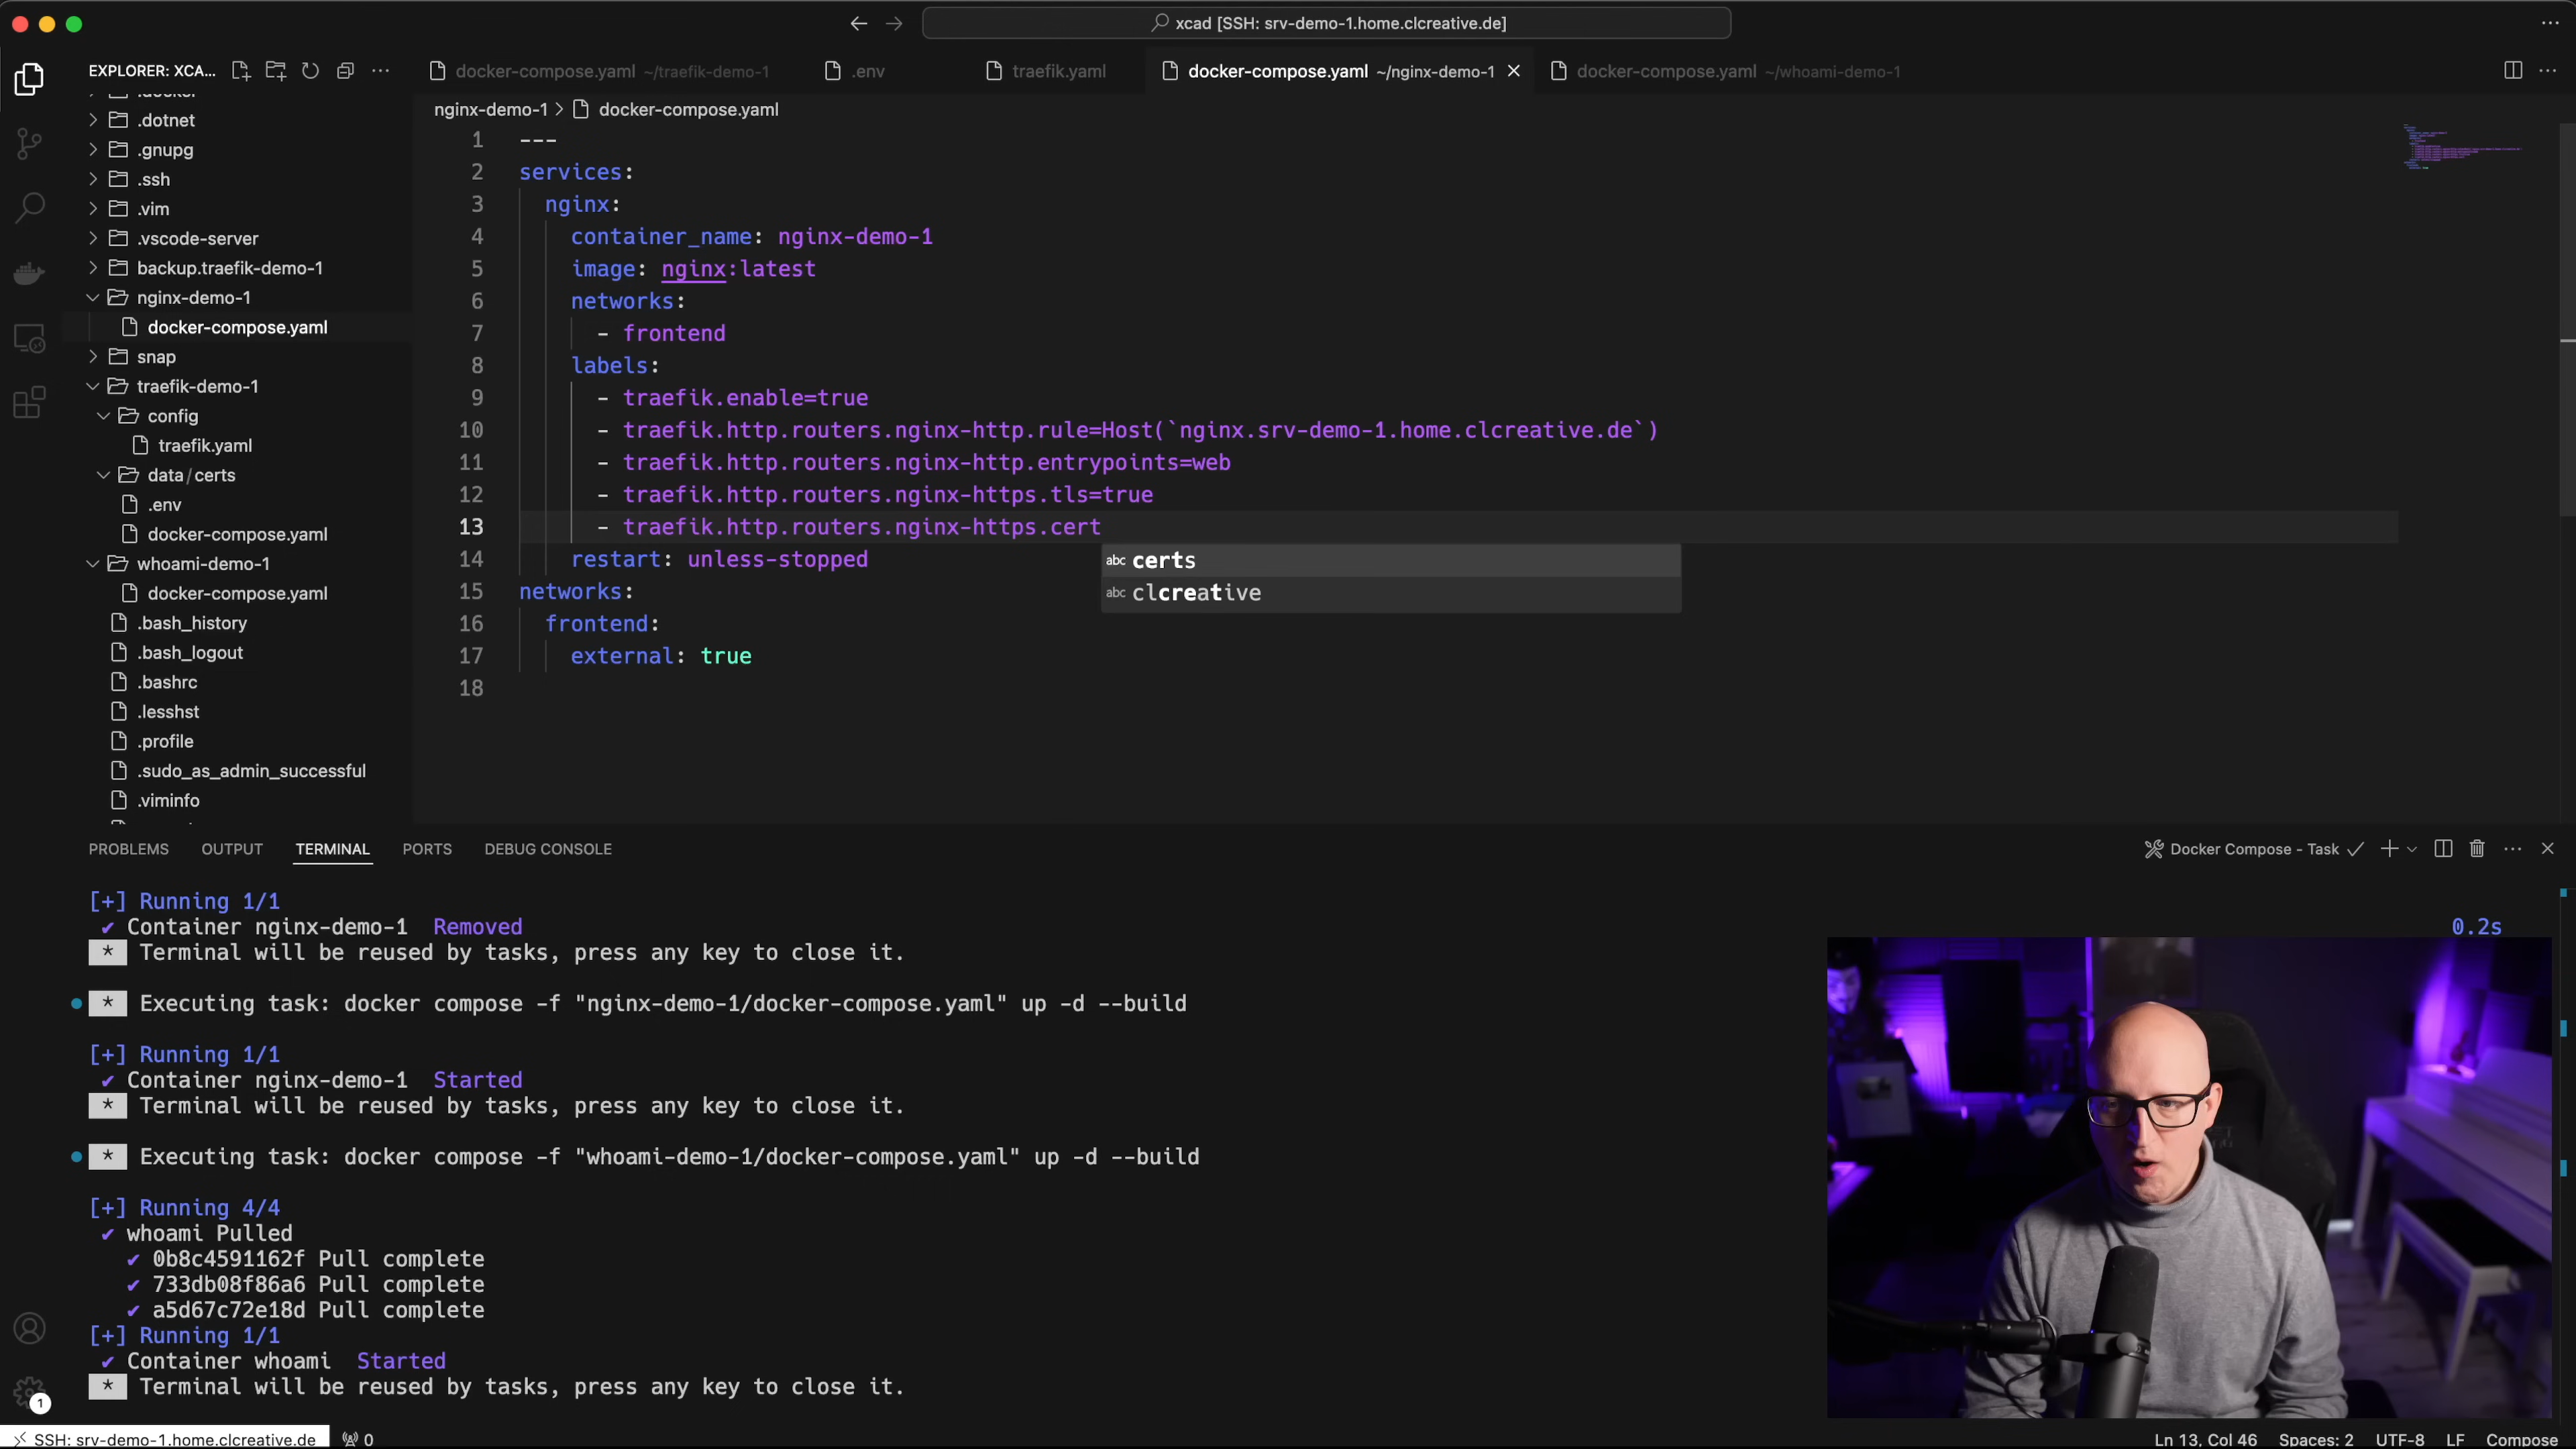 xcad [SSH: srv-demo-1.home.clcreative.de]
EXPLORER: XCA...
docker-compose.yaml ~/traefik-demo-1
.env
traefik.yaml
docker-compose.yaml ~/nginx-demo-1
docker-compose.yaml ~/whoami-demo-1
nginx-demo-1 > docker-compose.yaml
.dotnet
.gnupg
.ssh
.vim
.vscode-server
backup.traefik-demo-1
nginx-demo-1
docker-compose.yaml
snap
traefik-demo-1
config
traefik.yaml
data/certs
.env
docker-compose.yaml
whoami-demo-1
docker-compose.yaml
.bash_history
.bash_logout
.bashrc
.lesshst
.profile
.sudo_as_admin_successful
.viminfo
1 ---
2 services:
3 nginx:
4 container_name: nginx-demo-1
5 image: nginx:latest
6 networks:
7 - frontend
8 labels:
9 - traefik.enable=true
10 - traefik.http.routers.nginx-http.rule=Host(`nginx.srv-demo-1.home.clcreative.de`)
11 - traefik.http.routers.nginx-http.entrypoints=web
12 - traefik.http.routers.nginx-https.tls=true
13 - traefik.http.routers.nginx-https.cert
abc certs
abc clcreative
14 restart: unless-stopped
15 networks:
16 frontend:
17 external: true
18
PROBLEMS OUTPUT TERMINAL PORTS DEBUG CONSOLE
Docker Compose - Task
[+] Running 1/1
✔ Container nginx-demo-1 Removed 0.2s
* Terminal will be reused by tasks, press any key to close it.
* Executing task: docker compose -f "nginx-demo-1/docker-compose.yaml" up -d --build
[+] Running 1/1
✔ Container nginx-demo-1 Started
* Terminal will be reused by tasks, press any key to close it.
* Executing task: docker compose -f "whoami-demo-1/docker-compose.yaml" up -d --build
[+] Running 4/4
✔ whoami Pulled
✔ 0b8c4591162f Pull complete
✔ 733db08f86a6 Pull complete
✔ a5d67c72e18d Pull complete
[+] Running 1/1
✔ Container whoami Started
* Terminal will be reused by tasks, press any key to close it.
1
SSH: srv-demo-1.home.clcreative.de 0
Ln 13, Col 46 Spaces: 2 UTF-8 LF Compose